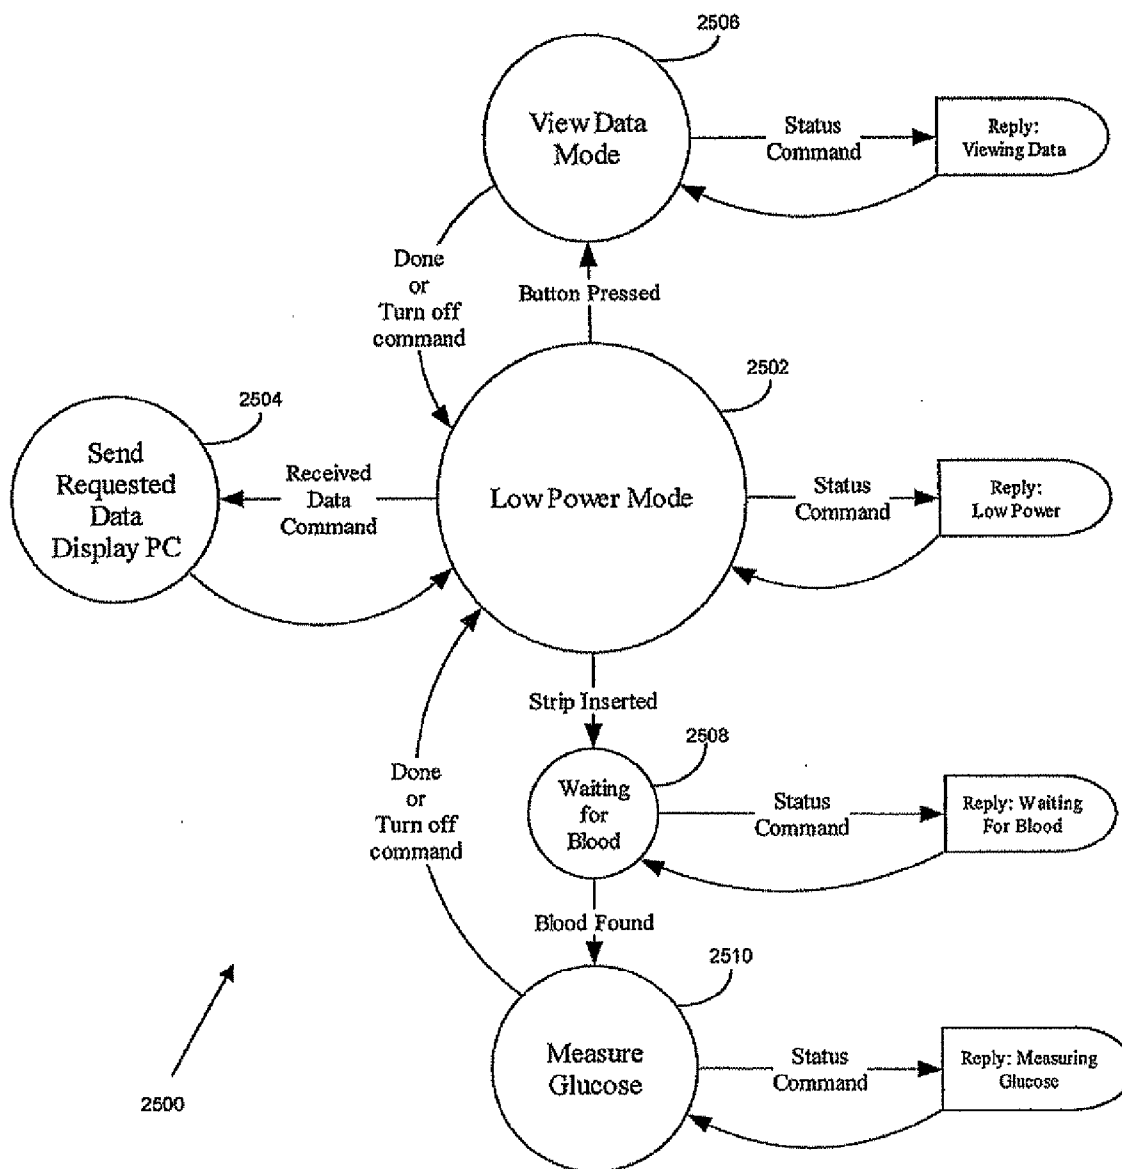 2506
View Data
Mode
Status
Command
Reply:
Viewing Data
Done
or
Turn off
command
Button Pressed
2502
2504
Send
Requested
Data
Display PC
Received
Data
Command
Low Power Mode
Status
Command
Reply:
Low Power
Strip Inserted
2508
Done
or
Turn off
command
Waiting
for
Blood
Status
Command
Reply: Waiting
For Blood
Blood Found
2510
Measure
Glucose
Status
Command
Reply: Measuring
Glucose
2500